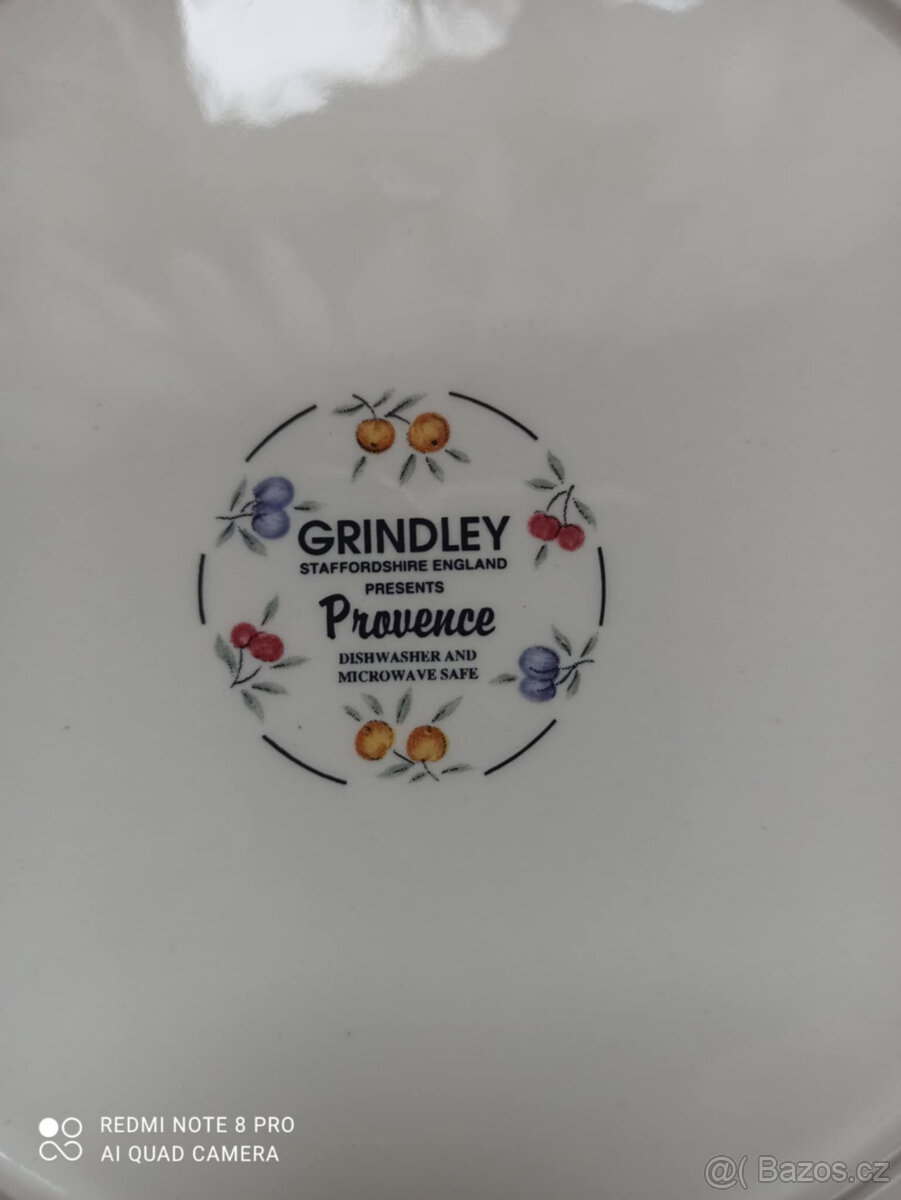 GRINDLEY
STAFFORDSHIRE ENGLAND
PRESENTS
Provence
DISHWASHER AND
MICROWAVE SAFE
REDMI NOTE 8 PRO
AI QUAD CAMERA
@( Bazos.cz